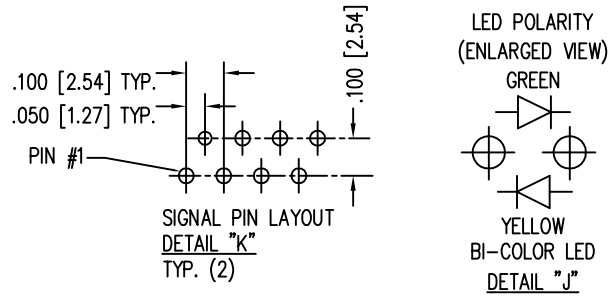 .100 [2.54] TYP.
.050 [1.27] TYP.
PIN #1
.100 [2.54]
SIGNAL PIN LAYOUT
DETAIL "K"
TYP. (2)
LED POLARITY
(ENLARGED VIEW)
GREEN
YELLOW
BI-COLOR LED
DETAIL "J"